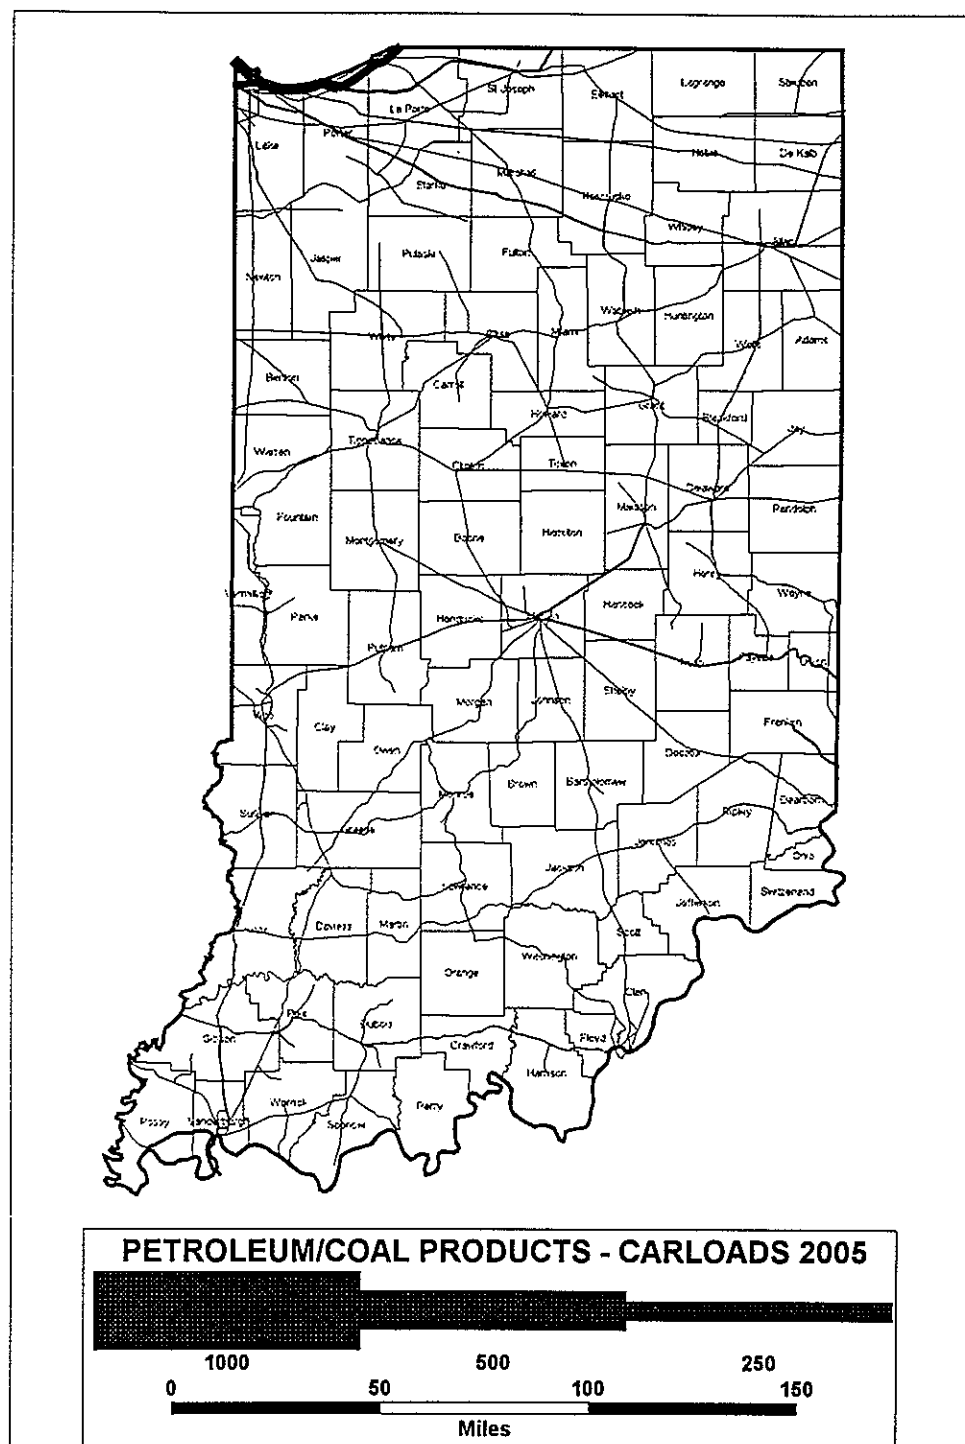 Lagrange
Steuben
St Joseph
Elkhart
La Porte
Porter
Lake
Noble
De Kalb
Marshall
Starke
Kosciusko
Whitley
Allen
Pulaski
Fulton
Jasper
Newton
Wabash
Huntington
White
Cass
Miami
Wells
Adams
Benton
Carroll
Howard
Grant
Blackford
Jay
Tippecanoe
Warren
Clinton
Tipton
Delaware
Madison
Randolph
Fountain
Montgomery
Boone
Hamilton
Henry
Wayne
Parke
Hendricks
Hancock
Putnam
Fayette
Union
Morgan
Johnson
Shelby
Vigo
Clay
Owen
Franklin
Decatur
Monroe
Brown
Bartholomew
Dearborn
Sullivan
Greene
Ripley
Jennings
Ohio
Jackson
Lawrence
Jefferson
Switzerland
Daviess
Martin
Scott
Washington
Orange
Clark
Pike
Dubois
Gibson
Crawford
Floyd
Harrison
Warrick
Perry
Posey
Vanderburgh
Spencer
PETROLEUM/COAL PRODUCTS - CARLOADS 2005
1000 500 250
0 50 100 150
Miles